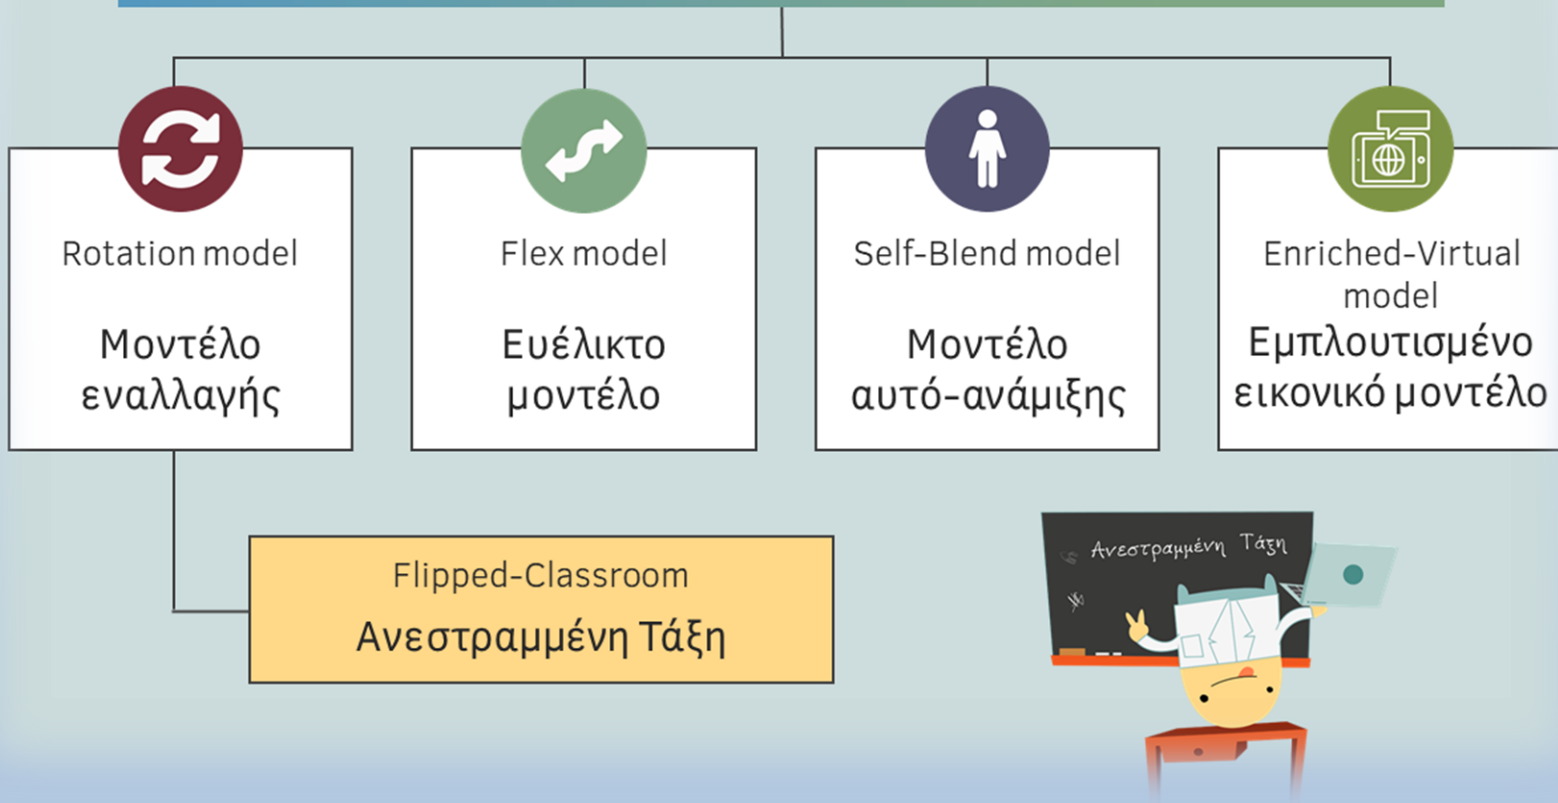 Rotation model
Μοντέλο
εναλλαγής
Flex model
Ευέλικτο
μοντέλο
Self-Blend model
Μοντέλο
αυτό-ανάμιξης
Enriched-Virtual
model
Εμπλουτισμένο
εικονικό μοντέλο
Flipped-Classroom
Ανεστραμμένη Τάξη
Ανεστραμμένη Τάξη